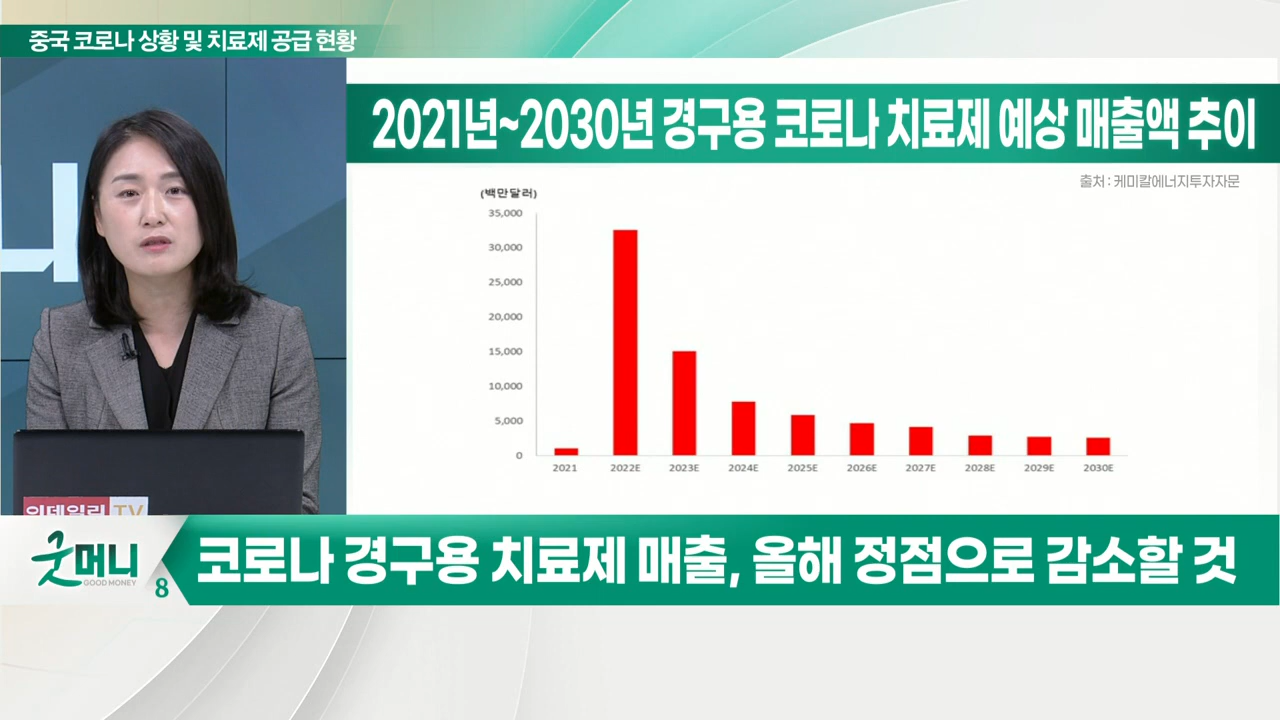 중국 코로나 상황 및 치료제 공급 현황
2021년~2030년 경구용 코로나 치료제 예상 매출액 추이
출처 : 케미칼에너지투자자문
(백만달러)
35,000
30,000
25,000
20,000
15,000
10,000
5,000
0
2021 2022E 2023E 2024E 2025E 2026E 2027E 2028E 2029E 2030E
이데일리 TV
굿머니
GOOD MONEY
8
코로나 경구용 치료제 매출, 올해 정점으로 감소할 것